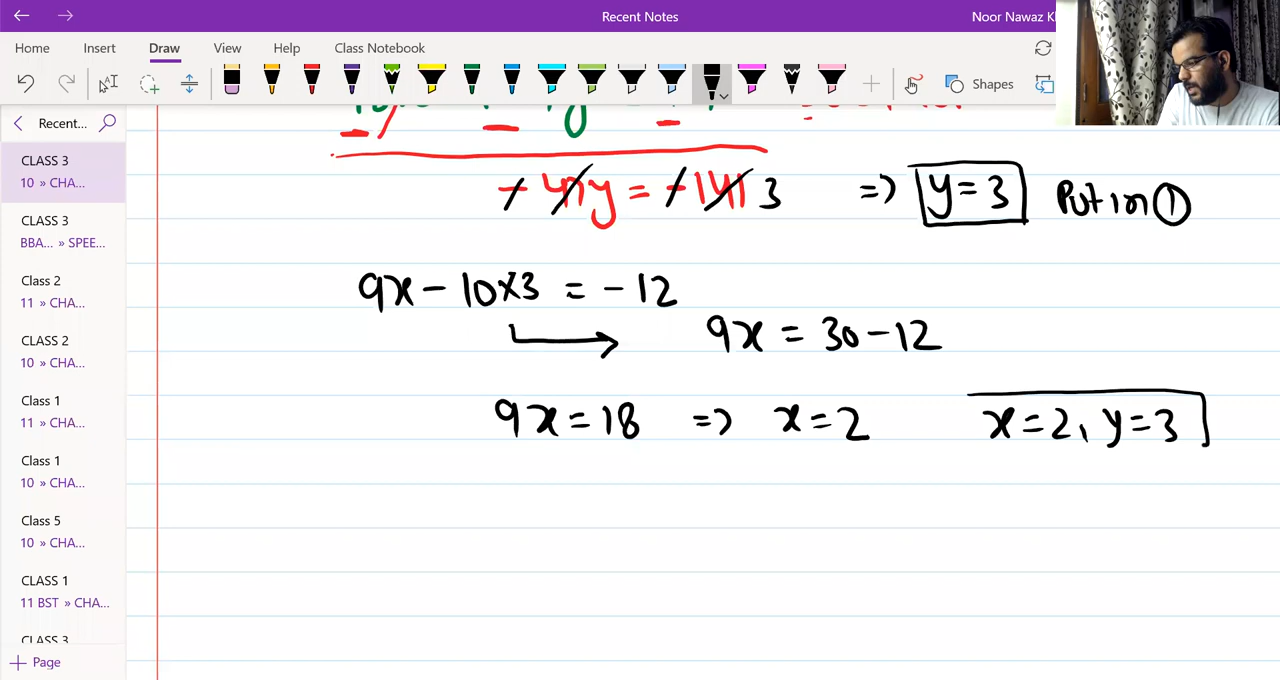 Recent Notes
Noor Nawaz Kh
Home Insert Draw View Help Class Notebook
Shapes
Recent...
CLASS 3
10 » CHA...
CLASS 3
BBA... » SPEE...
Class 2
11 » CHA...
CLASS 2
10 » CHA...
Class 1
11 » CHA...
Class 1
10 » CHA...
Class 5
10 » CHA...
CLASS 1
11 BST » CHA...
CLASS 3
+ Page
- 47y = - 141 3 => y = 3 Put in ①
9x - 10×3 = - 12
9x = 30 - 12
9x = 18 => x = 2 x = 2, y = 3